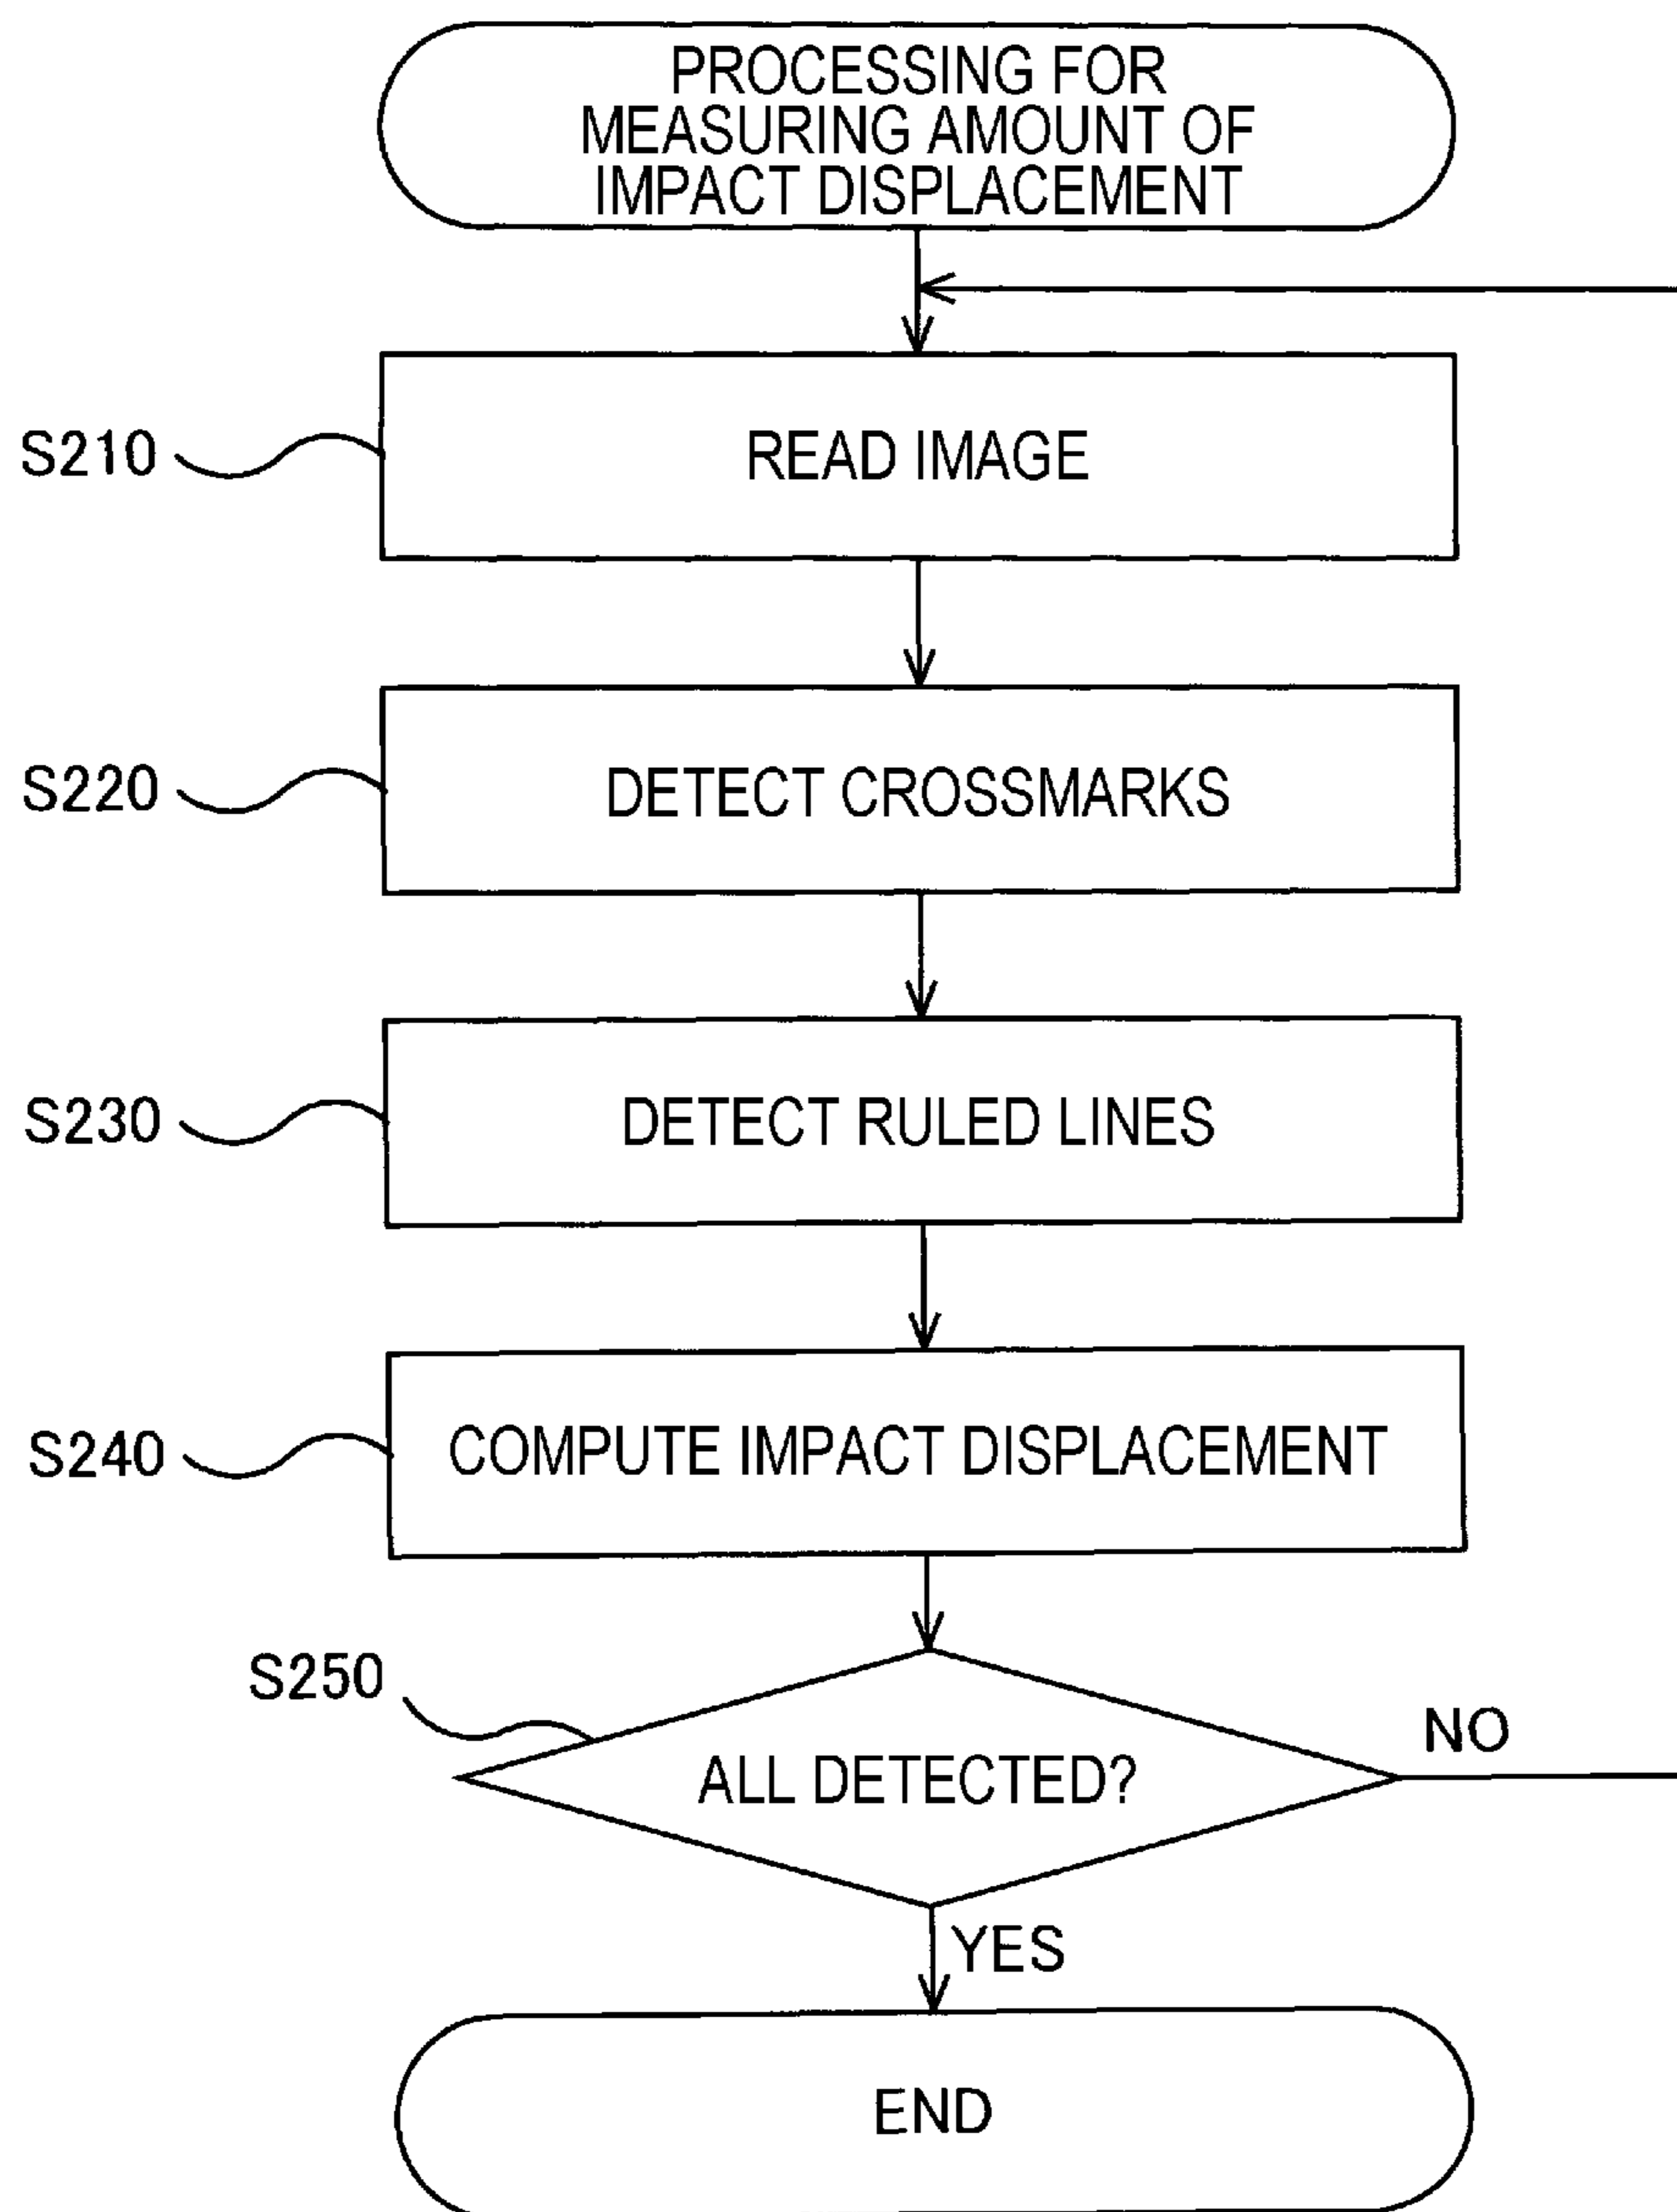 PROCESSING FOR
MEASURING AMOUNT OF
IMPACT DISPLACEMENT
S210
READ IMAGE
S220
DETECT CROSSMARKS
S230
DETECT RULED LINES
S240
COMPUTE IMPACT DISPLACEMENT
S250
ALL DETECTED?
NO
YES
END